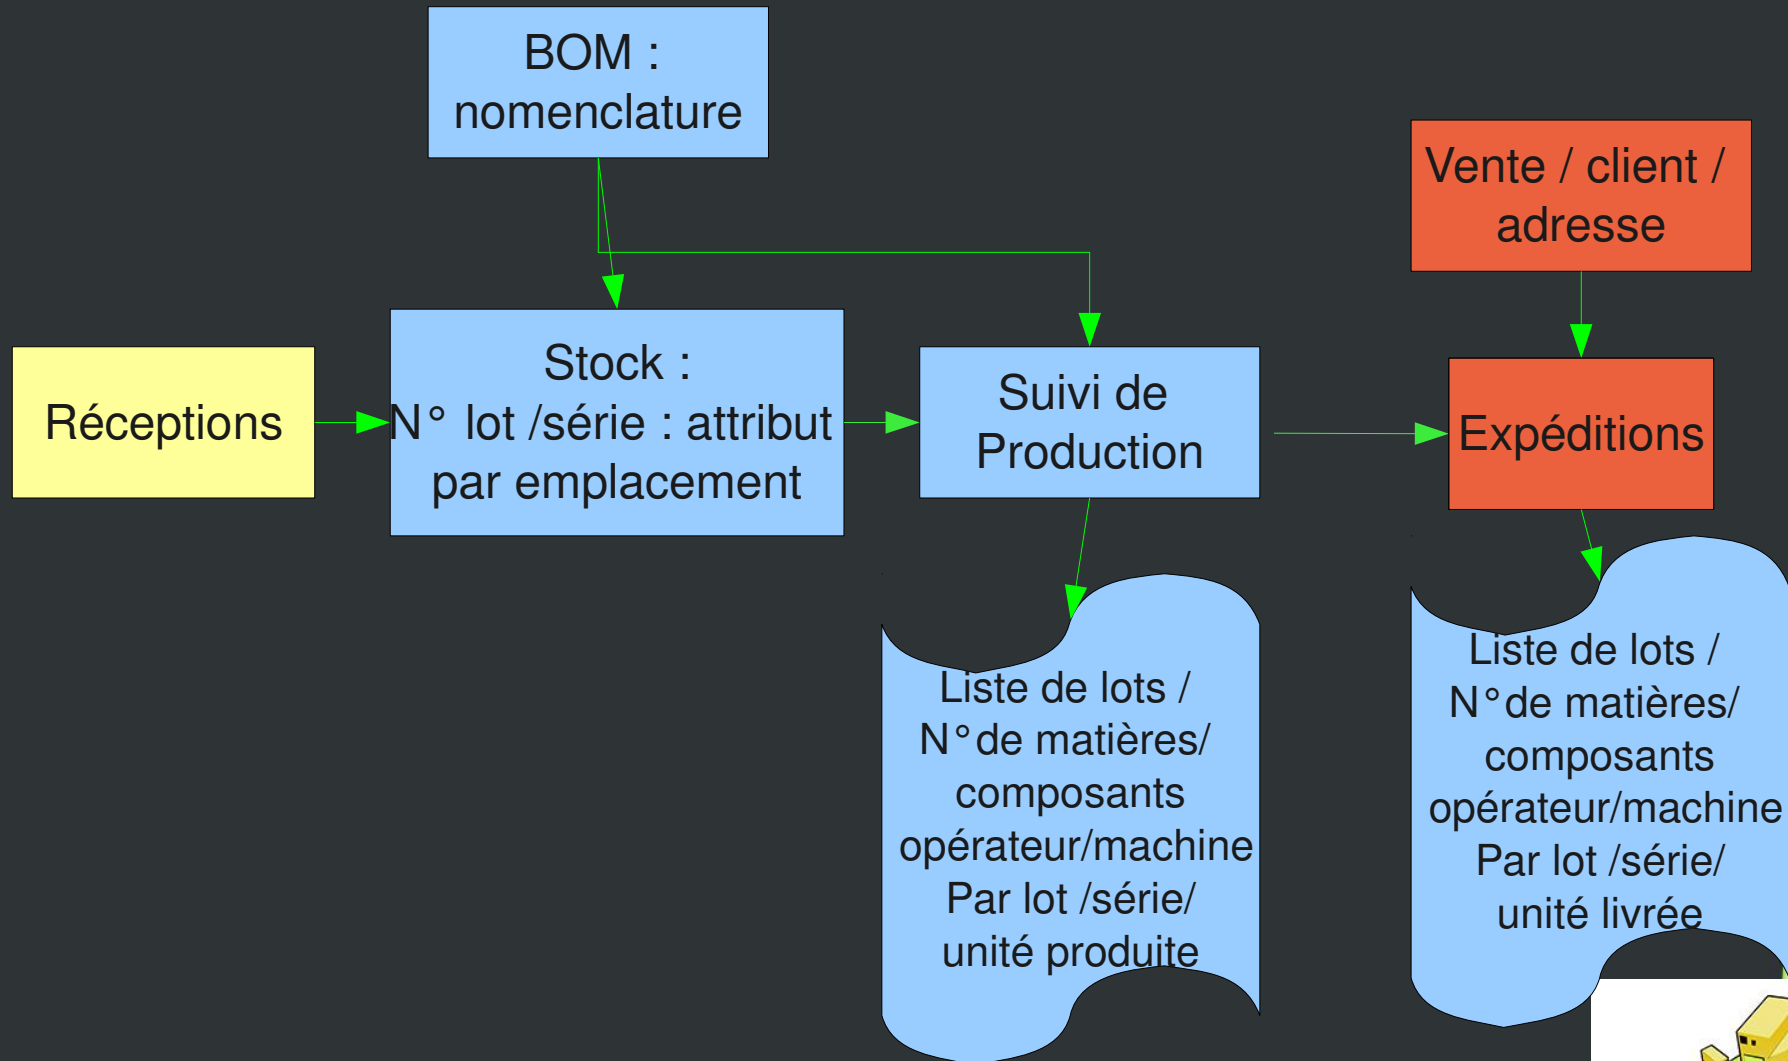 BOM :
nomenclature
Vente / client /
adresse
Réceptions
Stock :
N° lot /série : attribut
par emplacement
Suivi de
Production
Expéditions
Liste de lots /
N°de matières/
composants
opérateur/machine
Par lot /série/
unité produite
Liste de lots /
N°de matières/
composants
opérateur/machine
Par lot /série/
unité livrée